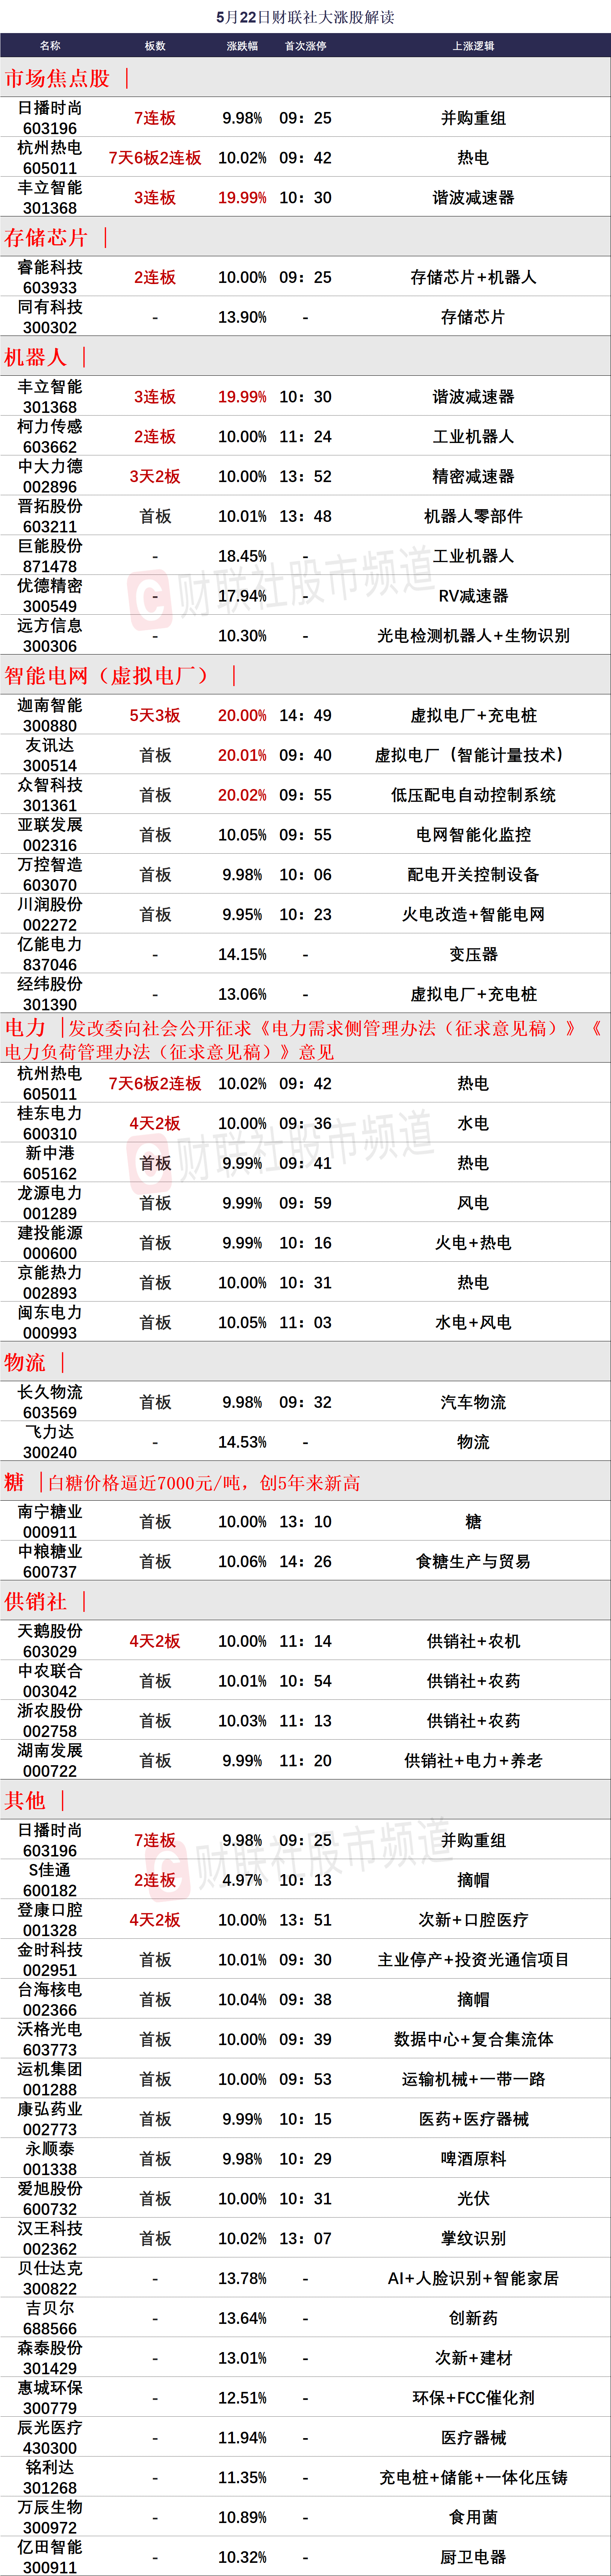 5月22日财联社大涨股解读
名称 板数 涨跌幅 首次涨停 上涨逻辑
市场焦点股 |
日播时尚
603196 7连板 9.98% 09：25 并购重组
杭州热电
605011 7天6板2连板 10.02% 09：42 热电
丰立智能
301368 3连板 19.99% 10：30 谐波减速器
存储芯片 |
睿能科技
603933 2连板 10.00% 09：25 存储芯片+机器人
同有科技
300302 - 13.90% - 存储芯片
机器人 |
丰立智能
301368 3连板 19.99% 10：30 谐波减速器
柯力传感
603662 2连板 10.00% 11：24 工业机器人
中大力德
002896 3天2板 10.00% 13：52 精密减速器
晋拓股份
603211 首板 10.01% 13：48 机器人零部件
巨能股份
871478 - 18.45% - 工业机器人
优德精密
300549 - 17.94% - RV减速器
远方信息
300306 - 10.30% - 光电检测机器人+生物识别
智能电网（虚拟电厂） |
迦南智能
300880 5天3板 20.00% 14：49 虚拟电厂+充电桩
友讯达
300514 首板 20.01% 09：40 虚拟电厂（智能计量技术）
众智科技
301361 首板 20.02% 09：55 低压配电自动控制系统
亚联发展
002316 首板 10.05% 09：55 电网智能化监控
万控智造
603070 首板 9.98% 10：06 配电开关控制设备
川润股份
002272 首板 9.95% 10：23 火电改造+智能电网
亿能电力
837046 - 14.15% - 变压器
经纬股份
301390 - 13.06% - 虚拟电厂+充电桩
电力 |发改委向社会公开征求《电力需求侧管理办法（征求意见稿）》《
电力负荷管理办法（征求意见稿）》意见
杭州热电
605011 7天6板2连板 10.02% 09：42 热电
桂东电力
600310 4天2板 10.00% 09：36 水电
新中港
605162 首板 9.99% 09：41 热电
龙源电力
001289 首板 9.99% 09：59 风电
建投能源
000600 首板 9.99% 10：16 火电+热电
京能热力
002893 首板 10.00% 10：31 热电
闽东电力
000993 首板 10.05% 11：03 水电+风电
物流 |
长久物流
603569 首板 9.98% 09：32 汽车物流
飞力达
300240 - 14.53% - 物流
糖 |白糖价格逼近7000元/吨，创5年来新高
南宁糖业
000911 首板 10.00% 13：10 糖
中粮糖业
600737 首板 10.06% 14：26 食糖生产与贸易
供销社 |
天鹅股份
603029 4天2板 10.00% 11：14 供销社+农机
中农联合
003042 首板 10.01% 10：54 供销社+农药
浙农股份
002758 首板 10.03% 11：13 供销社+农药
湖南发展
000722 首板 9.99% 11：20 供销社+电力+养老
其他 |
日播时尚
603196 7连板 9.98% 09：25 并购重组
S佳通
600182 2连板 4.97% 10：13 摘帽
登康口腔
001328 4天2板 10.00% 13：51 次新+口腔医疗
金时科技
002951 首板 10.01% 09：30 主业停产+投资光通信项目
台海核电
002366 首板 10.04% 09：38 摘帽
沃格光电
603773 首板 10.00% 09：39 数据中心+复合集流体
运机集团
001288 首板 10.00% 09：53 运输机械+一带一路
康弘药业
002773 首板 9.99% 10：15 医药+医疗器械
永顺泰
001338 首板 9.98% 10：29 啤酒原料
爱旭股份
600732 首板 10.00% 10：31 光伏
汉王科技
002362 首板 10.02% 13：07 掌纹识别
贝仕达克
300822 - 13.78% - AI+人脸识别+智能家居
吉贝尔
688566 - 13.64% - 创新药
森泰股份
301429 - 13.01% - 次新+建材
惠城环保
300779 - 12.51% - 环保+FCC催化剂
辰光医疗
430300 - 11.94% - 医疗器械
铭利达
301268 - 11.35% - 充电桩+储能+一体化压铸
万辰生物
300972 - 10.89% - 食用菌
亿田智能
300911 - 10.32% - 厨卫电器
财联社股市频道
财联社股市频道
财联社股市频道